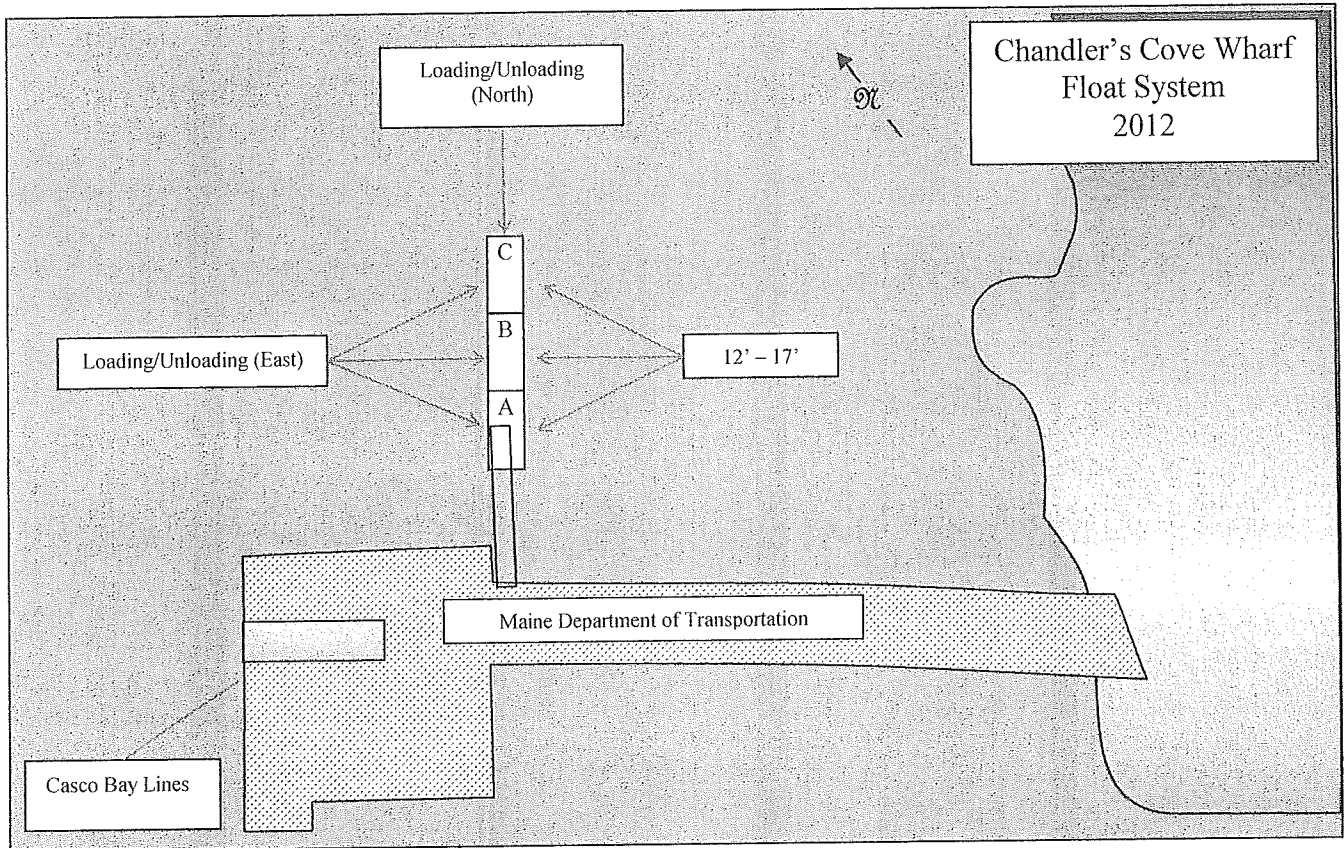 Chandler's Cove Wharf
Float System
2012
Loading/Unloading
(North)
N
C
B
A
Loading/Unloading (East)
12' – 17'
Maine Department of Transportation
Casco Bay Lines